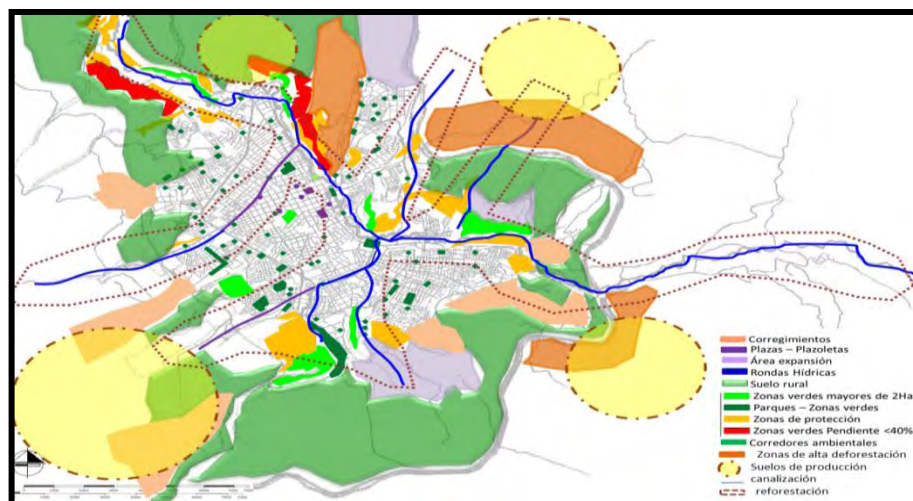 Corregimientos
Plazas – Plazoletas
Área expansión
Rondas Hídricas
Suelo rural
Zonas verdes mayores de 2Ha
Parques – Zonas verdes
Zonas de protección
Zonas verdes Pendiente <40%
Corredores ambientales
Zonas de alta deforestación
Suelos de producción
canalización
reforestación